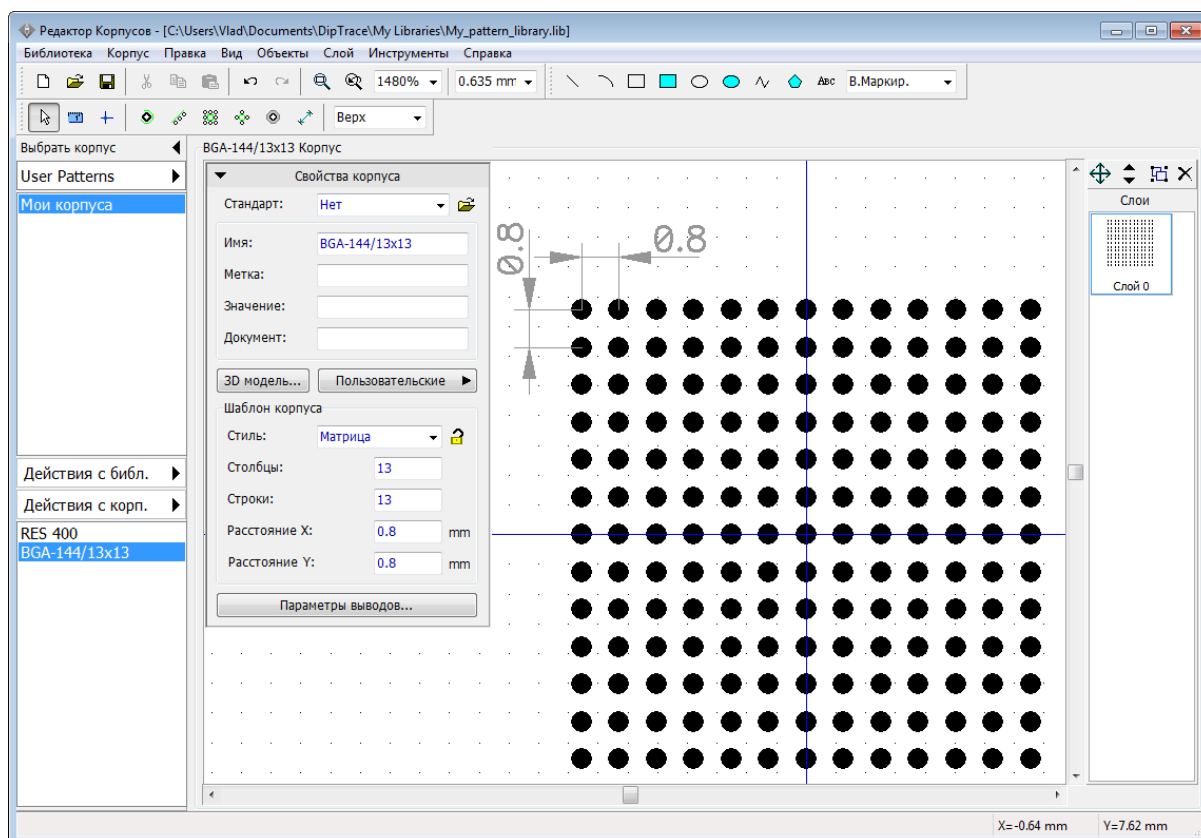 Редактор Корпусов - [C:\Users\Vlad\Documents\DipTrace\My Libraries\My_pattern_library.lib]
Библиотека Корпус Правка Вид Объекты Слой Инструменты Справка
1480% 0.635 mm Abc В.Маркир.
Верх
Выбрать корпус
BGA-144/13x13 Корпус
User Patterns
Мои корпуса
Действия с библ.
Действия с корп.
RES 400
BGA-144/13x13
Свойства корпуса
Стандарт: Нет
Имя: BGA-144/13x13
Метка:
Значение:
Документ:
3D модель... Пользовательские
Шаблон корпуса
Стиль: Матрица
Столбцы: 13
Строки: 13
Расстояние X: 0.8 mm
Расстояние Y: 0.8 mm
Параметры выводов...
0.8
0.8
Слои
Слой 0
X=-0.64 mm Y=7.62 mm